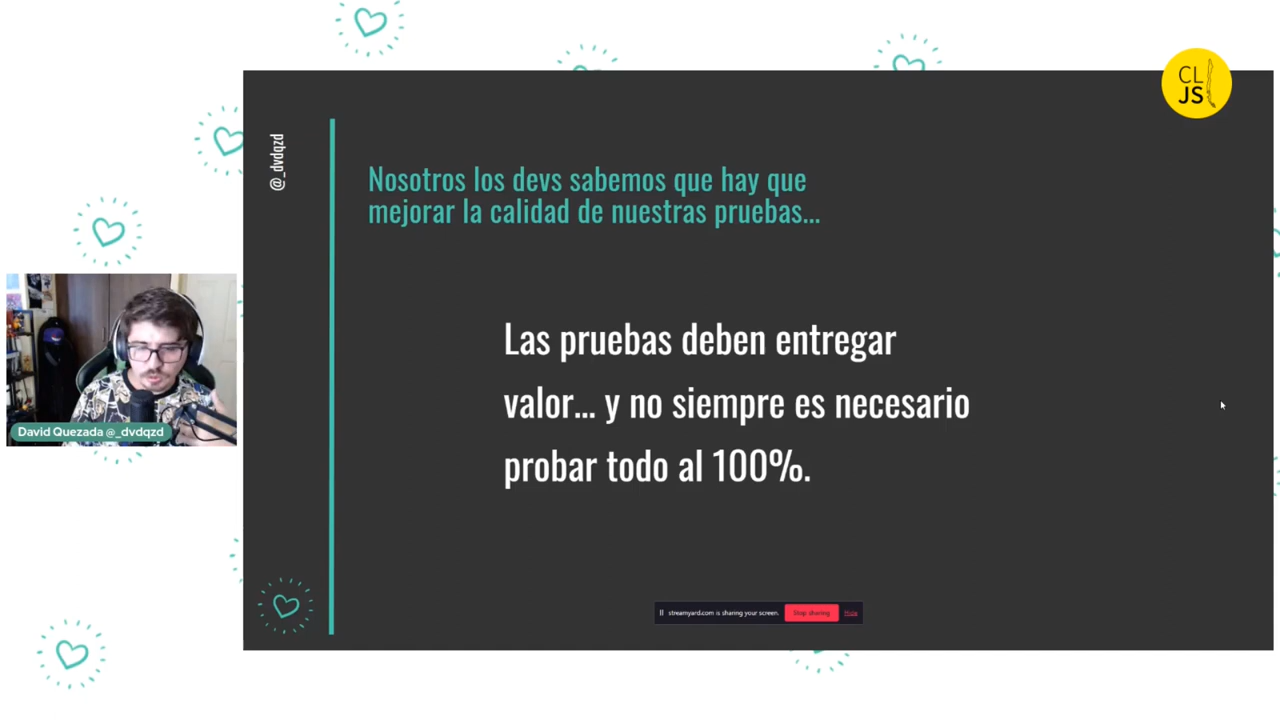 CL
JS
@_dvdqzd
Nosotros los devs sabemos que hay que
mejorar la calidad de nuestras pruebas...
Las pruebas deben entregar
valor... y no siempre es necesario
probar todo al 100%.
David Quezada @_dvdqzd
streamyard.com is sharing your screen.
Stop sharing
Hide